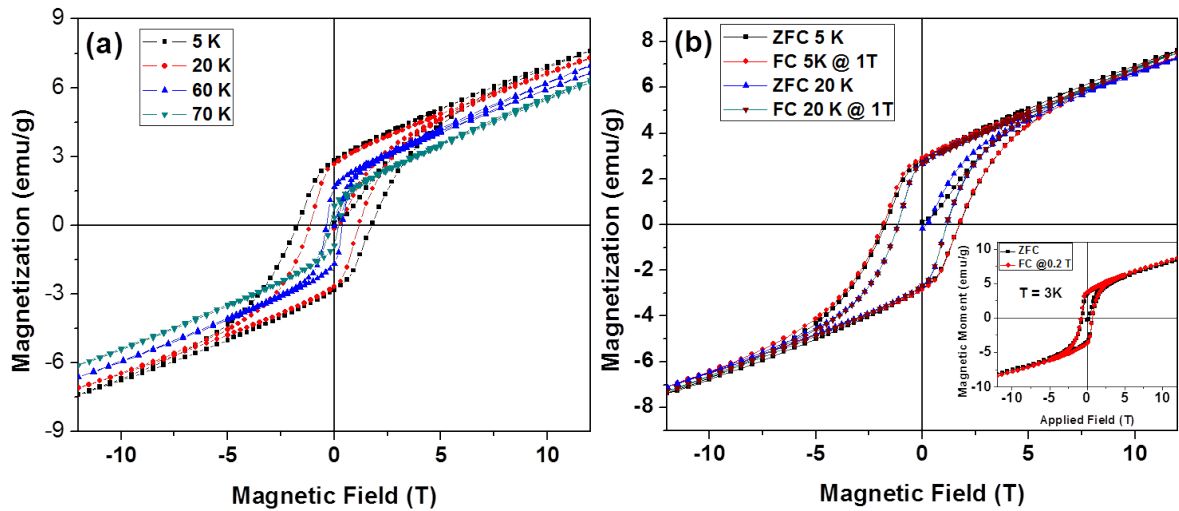 (a)
5 K
20 K
60 K
70 K
Magnetization (emu/g)
9
6
3
0
-3
-6
-9
-10
-5
0
5
10
Magnetic Field (T)
(b)
ZFC 5 K
FC 5K @ 1T
ZFC 20 K
FC 20 K @ 1T
Magnetization (emu/g)
8
6
4
2
0
-2
-4
-6
-8
-10
-5
0
5
10
Magnetic Field (T)
ZFC
FC @0.2 T
T = 3K
Magnetic Moment (emu/g)
10
5
0
-5
-10
-10
-5
0
5
10
Applied Field (T)